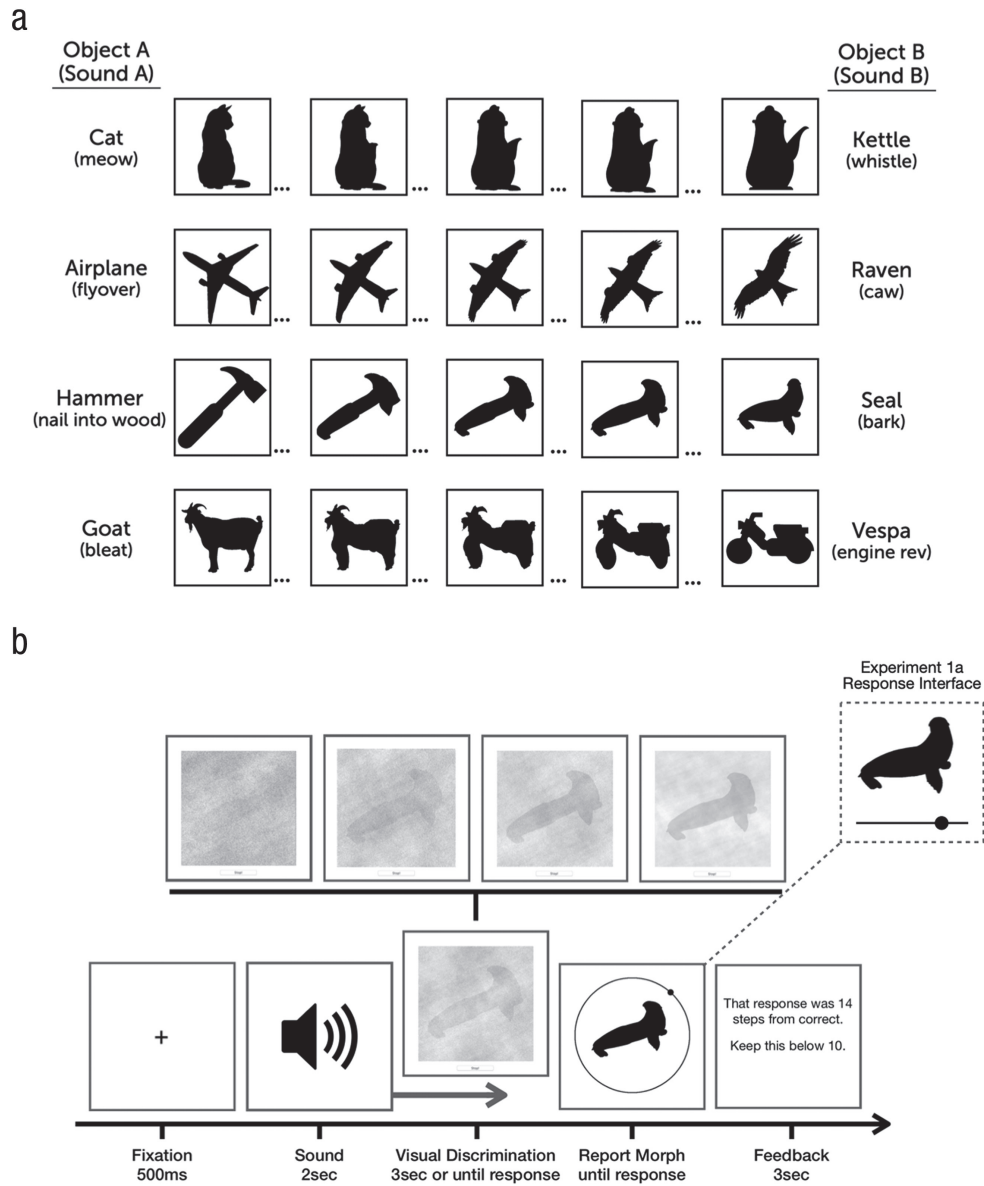 a
Object A
(Sound A)
Object B
(Sound B)
Cat
(meow)
...
...
...
...
Kettle
(whistle)
Airplane
(flyover)
...
...
...
...
Raven
(caw)
Hammer
(nail into wood)
...
...
...
...
Seal
(bark)
Goat
(bleat)
...
...
...
...
Vespa
(engine rev)
b
Experiment 1a
Response Interface
+
That response was 14
steps from correct.
Keep this below 10.
Fixation
500ms
Sound
2sec
Visual Discrimination
3sec or until response
Report Morph
until response
Feedback
3sec